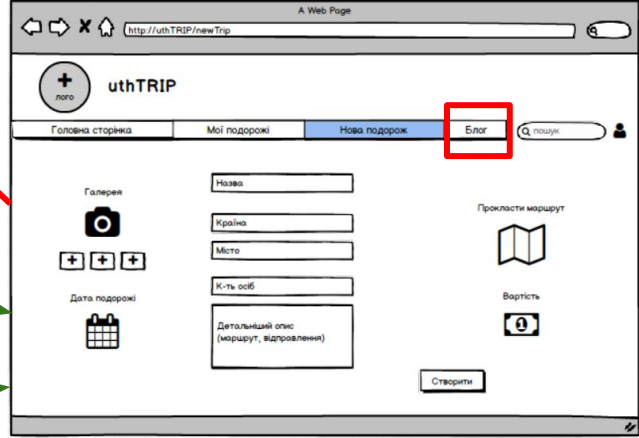 A Web Page
http://uthTRIP/newTrip
+
лого
uthTRIP
Головна сторінка
Мої подорожі
Нова подорож
Блог
пошук
Галерея
+ + +
Дата подорожі
Назва
Країна
Місто
К-ть осіб
Детальніший опис
(маршрут, відправлення)
Прокласти маршрут
Вартість
1
Створити